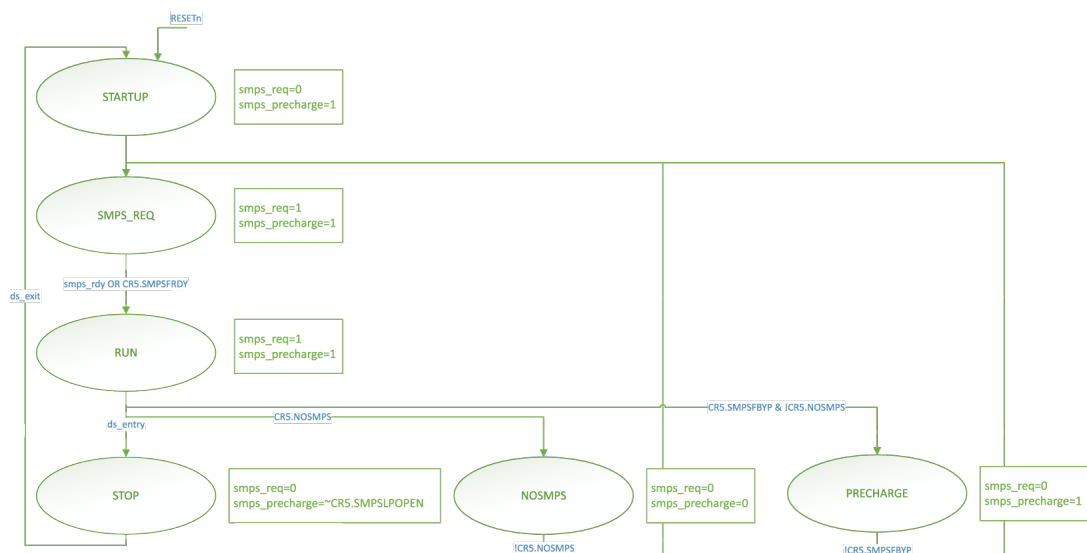 RESETn
STARTUP
smps_req=0
smps_precharge=1
SMPS_REQ
smps_req=1
smps_precharge=1
smps_rdy OR CR5.SMPSFRDY
ds_exit
RUN
smps_req=1
smps_precharge=1
CR5.SMPSFBYP & !CR5.NOSMPS
CR5.NOSMPS
ds_entry
STOP
smps_req=0
smps_precharge=~CR5.SMPSLPOPEN
NOSMPS
smps_req=0
smps_precharge=0
PRECHARGE
smps_req=0
smps_precharge=1
!CR5.NOSMPS
!CR5.SMPSFBYP